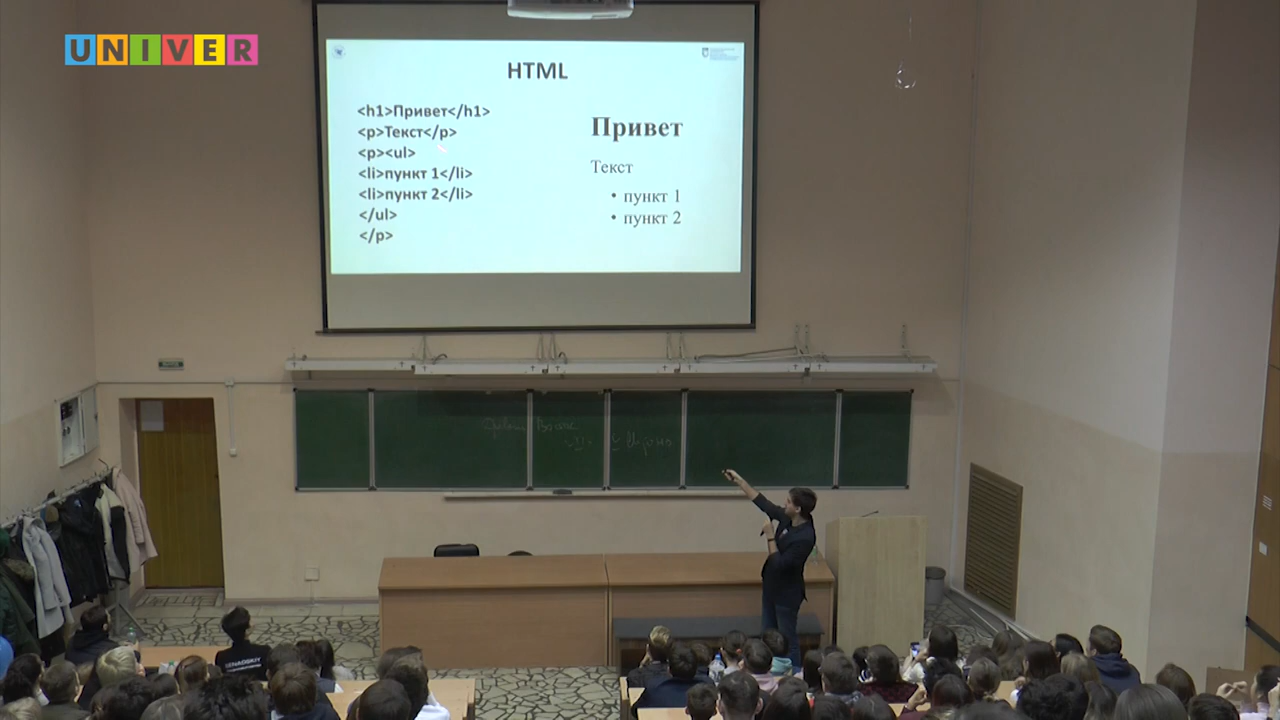 UNIVER
HTML
<h1>Привет</h1>
<p>Текст</p>
<p><ul>
<li>пункт 1</li>
<li>пункт 2</li>
</ul>
</p>
Привет
Текст
• пункт 1
• пункт 2